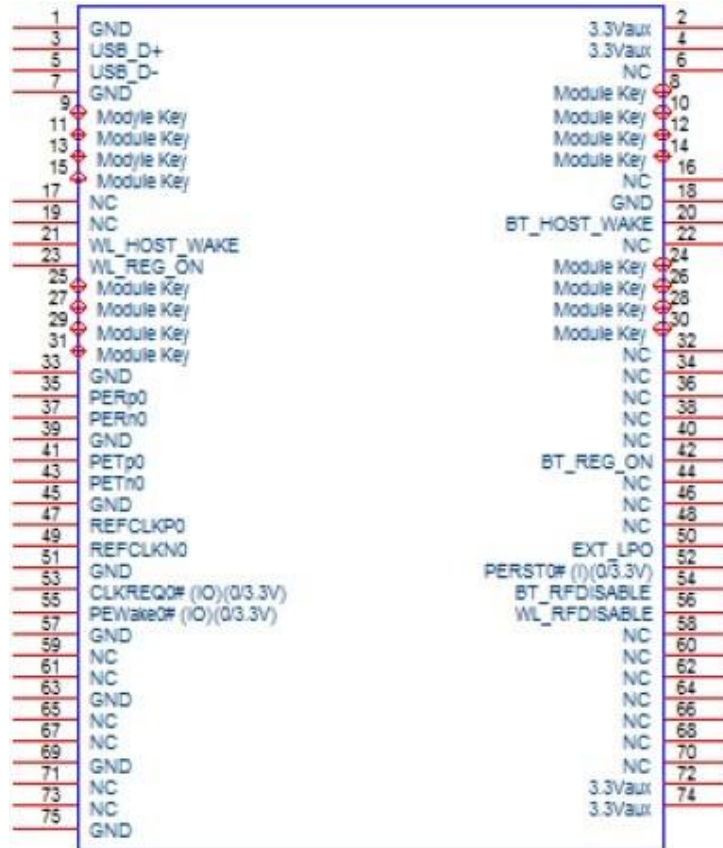 1 GND 3.3Vaux 2
3 USB_D+ 3.3Vaux 4
5 USB_D- NC 6
7 GND Module Key 8
9 Modyle Key Module Key 10
11 Module Key Module Key 12
13 Modyle Key Module Key 14
15 Module Key NC 16
17 NC GND 18
19 NC BT_HOST_WAKE 20
21 WL_HOST_WAKE NC 22
23 WL_REG_ON Module Key 24
25 Module Key Module Key 26
27 Module Key Module Key 28
29 Module Key Module Key 30
31 Module Key NC 32
33 GND NC 34
35 PERp0 NC 36
37 PERn0 NC 38
39 GND NC 40
41 PETp0 BT_REG_ON 42
43 PETn0 NC 44
45 GND NC 46
47 REFCLKP0 NC 48
49 REFCLKN0 EXT_LPO 50
51 GND PERST0# (I)(0/3.3V) 52
53 CLKREQ0# (IO)(0/3.3V) BT_RFDISABLE 54
55 PEWake0# (IO)(0/3.3V) WL_RFDISABLE 56
57 GND NC 58
59 NC NC 60
61 NC NC 62
63 GND NC 64
65 NC NC 66
67 NC NC 68
69 GND NC 70
71 NC 3.3Vaux 72
73 NC 3.3Vaux 74
75 GND